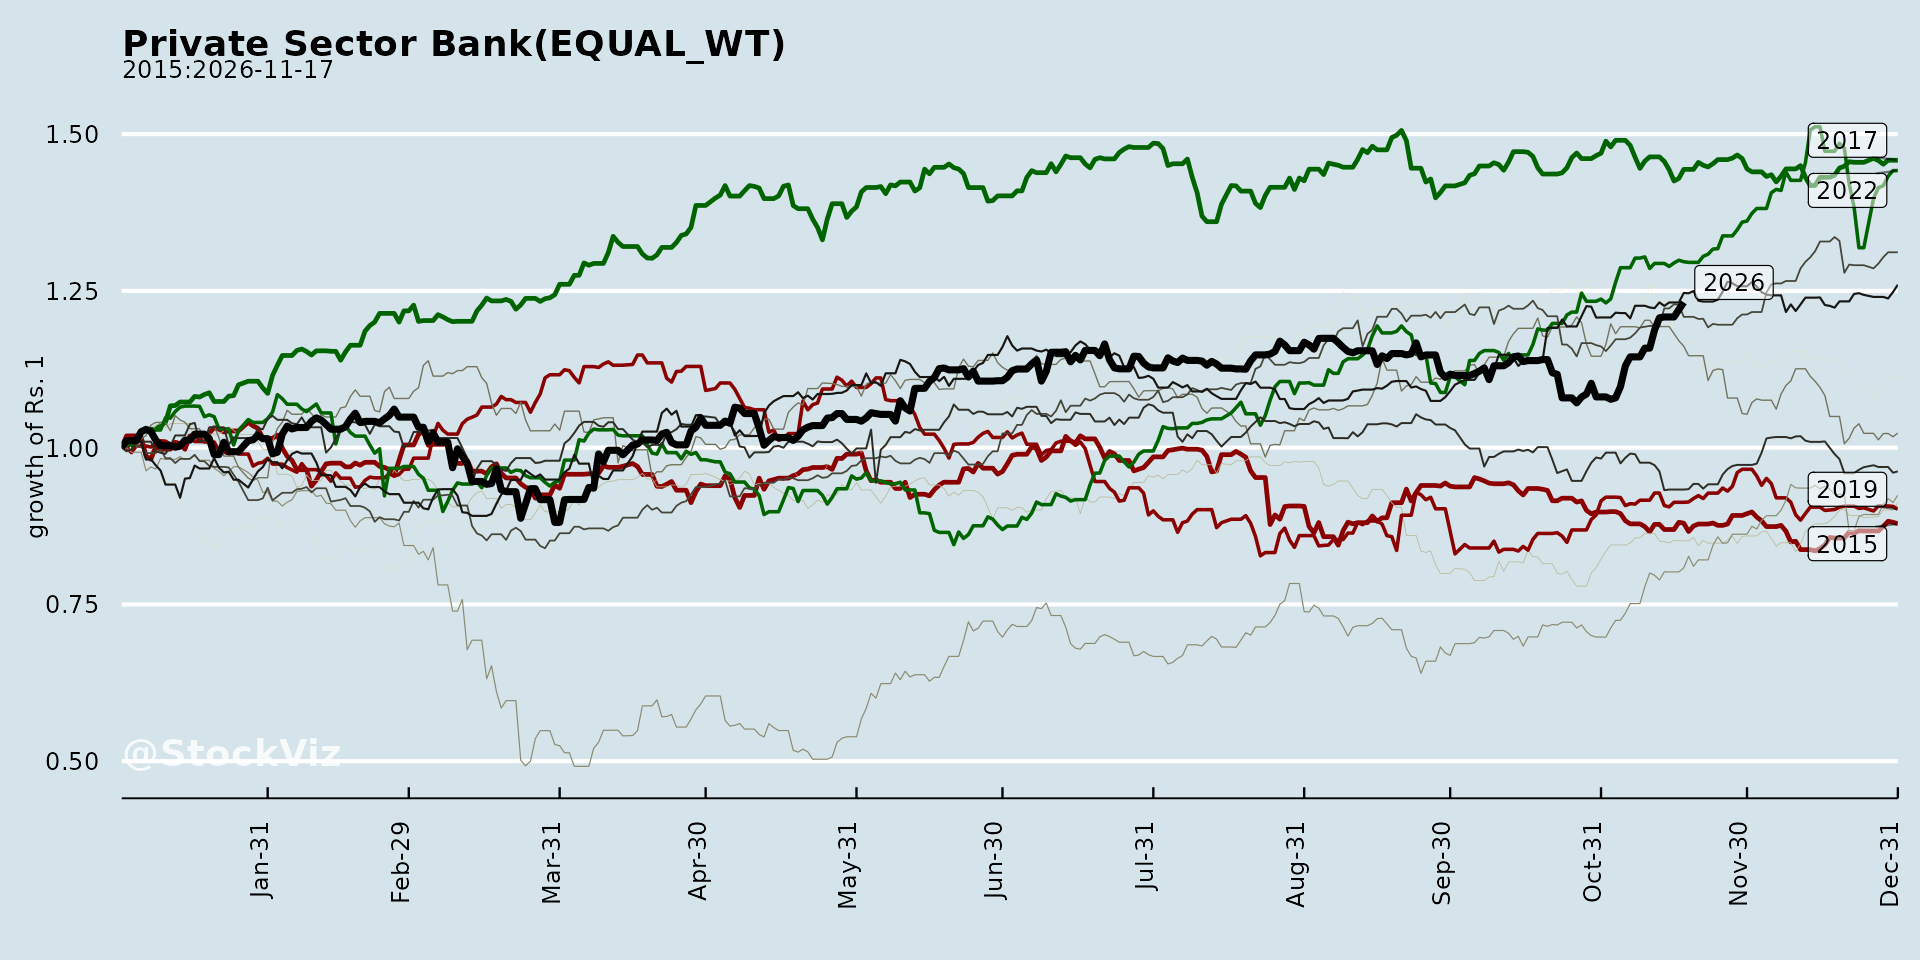 Private Sector Bank(EQUAL_WT)
2015:2026-11-17
growth of Rs. 1
1.50
1.25
1.00
0.75
0.50
2017
2022
2026
2019
2015
@StockViz
Jan-31
Feb-29
Mar-31
Apr-30
May-31
Jun-30
Jul-31
Aug-31
Sep-30
Oct-31
Nov-30
Dec-31